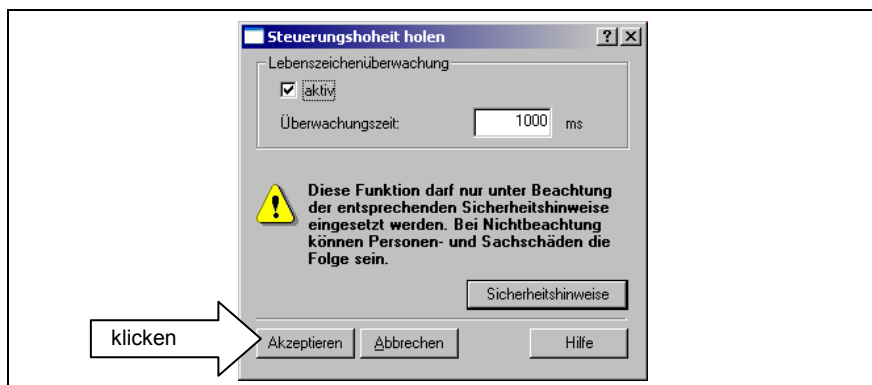 Steuerungshoheit holen
Lebenszeichenüberwachung
aktiv
Überwachungszeit: 1000 ms
Diese Funktion darf nur unter Beachtung
der entsprechenden Sicherheitshinweise
eingesetzt werden. Bei Nichtbeachtung
können Personen- und Sachschäden die
Folge sein.
Sicherheitshinweise
klicken
Akzeptieren Abbrechen Hilfe